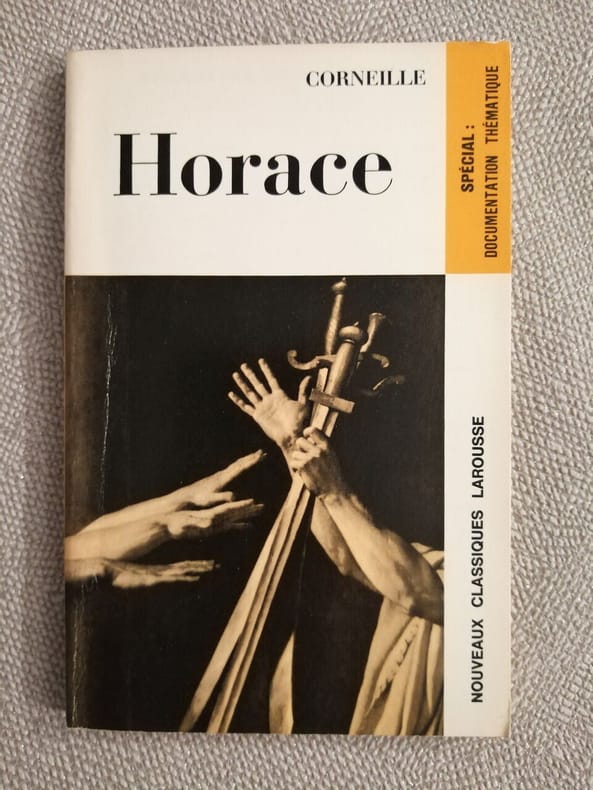 CORNEILLE
Horace
SPÉCIAL :
DOCUMENTATION THÉMATIQUE
NOUVEAUX CLASSIQUES LAROUSSE